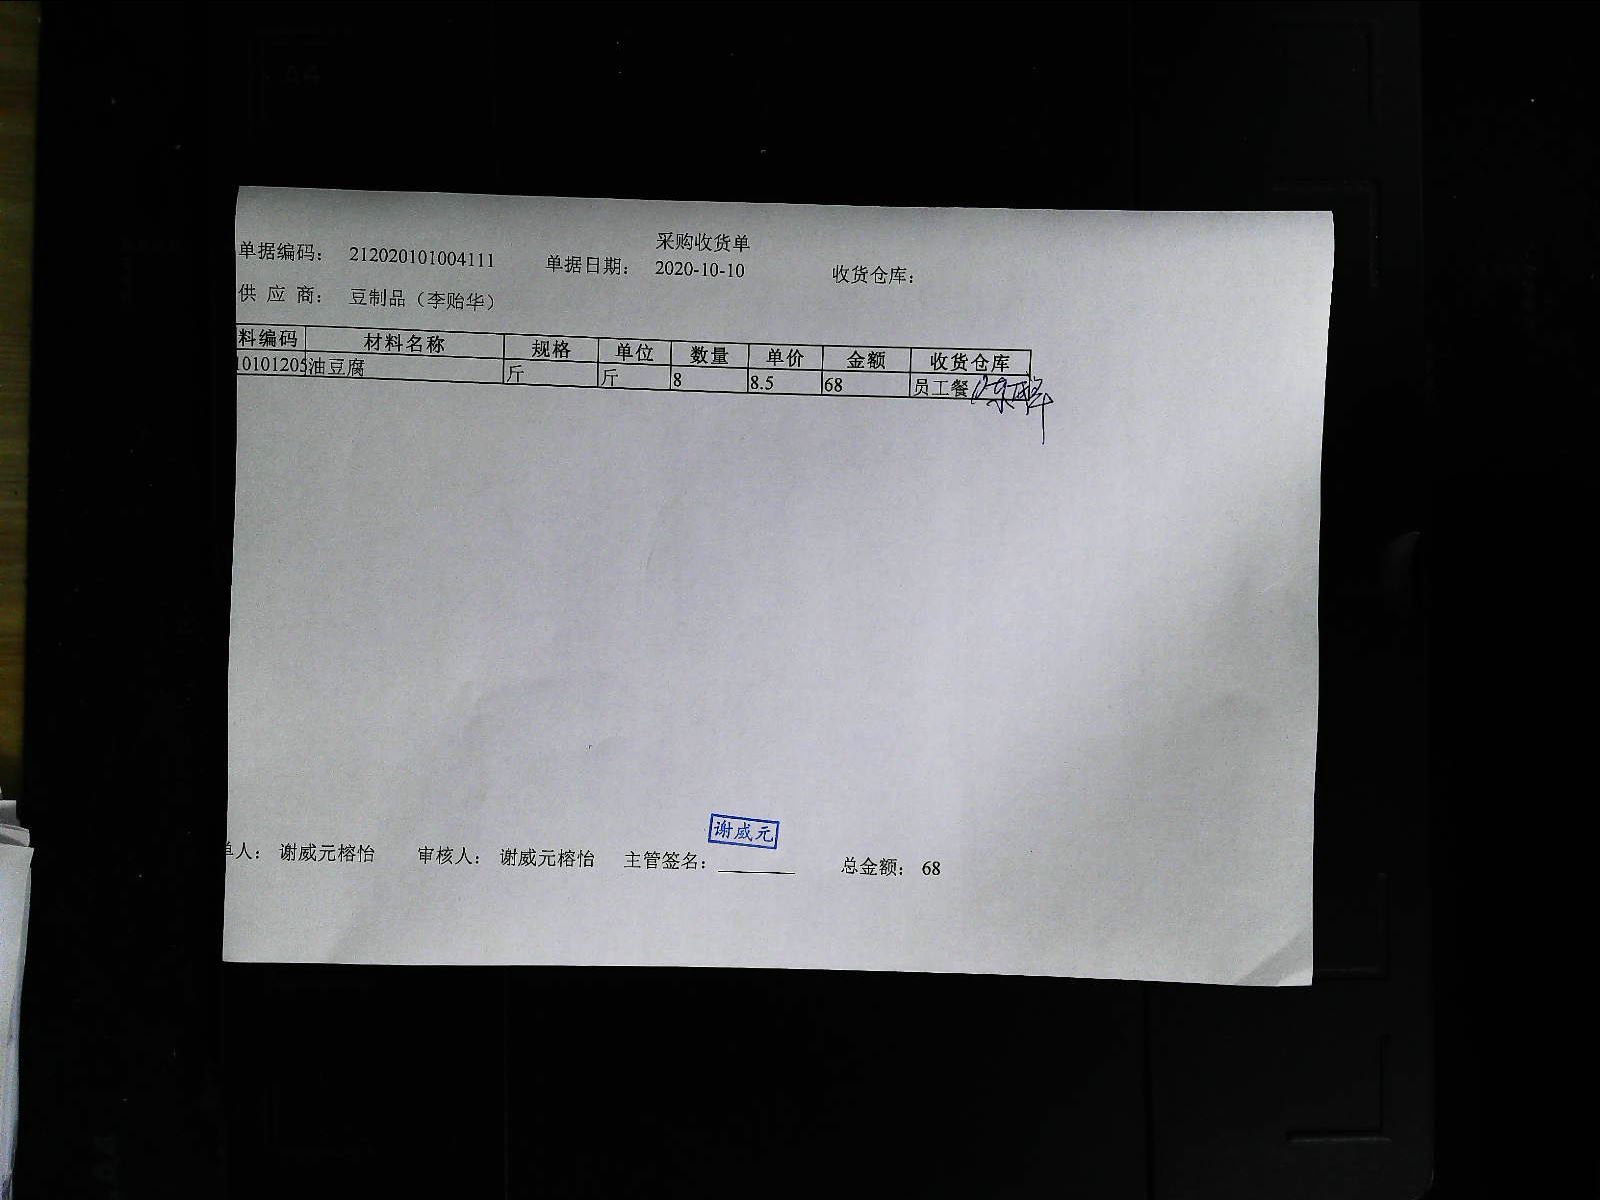 采购收货单
单据编码： 212020101004111 单据日期： 2020-10-10 收货仓库：
供 应 商： 豆制品（李贻华）
料编码 材料名称 规格 单位 数量 单价 金额 收货仓库
10101205 油豆腐 斤 斤 8 8.5 68 员工餐
谢威元
单人： 谢威元榕怡 审核人： 谢威元榕怡 主管签名： 总金额： 68